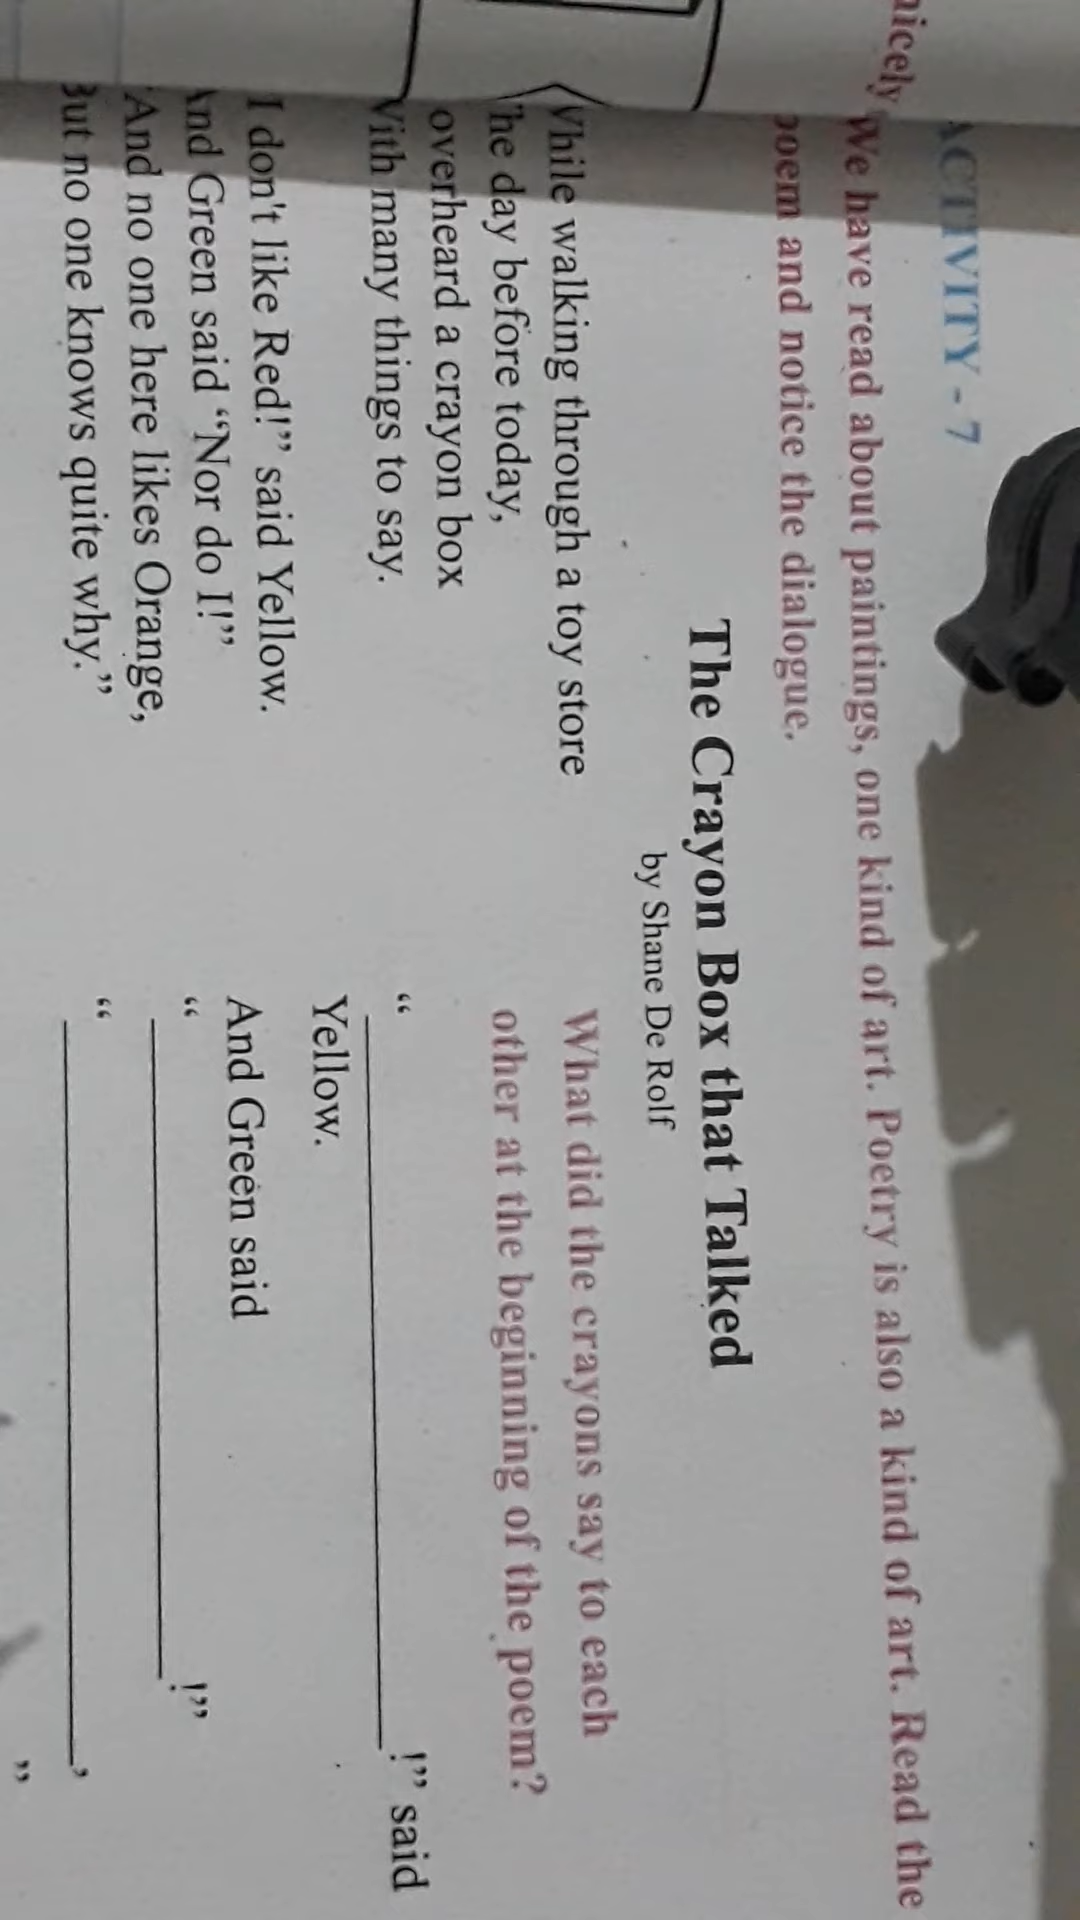 nicely
ACTIVITY - 7
We have read about paintings, one kind of art. Poetry is also a kind of art. Read the
poem and notice the dialogue.
The Crayon Box that Talked
by Shane De Rolf
While walking through a toy store
The day before today,
overheard a crayon box
With many things to say.
I don't like Red!” said Yellow.
And Green said “Nor do I!”
And no one here likes Orange,
But no one knows quite why.”
What did the crayons say to each
other at the beginning of the poem?
“ ____________________ !” said
Yellow.
And Green said
“ ____________________ !”
“ ____________________ ,
”